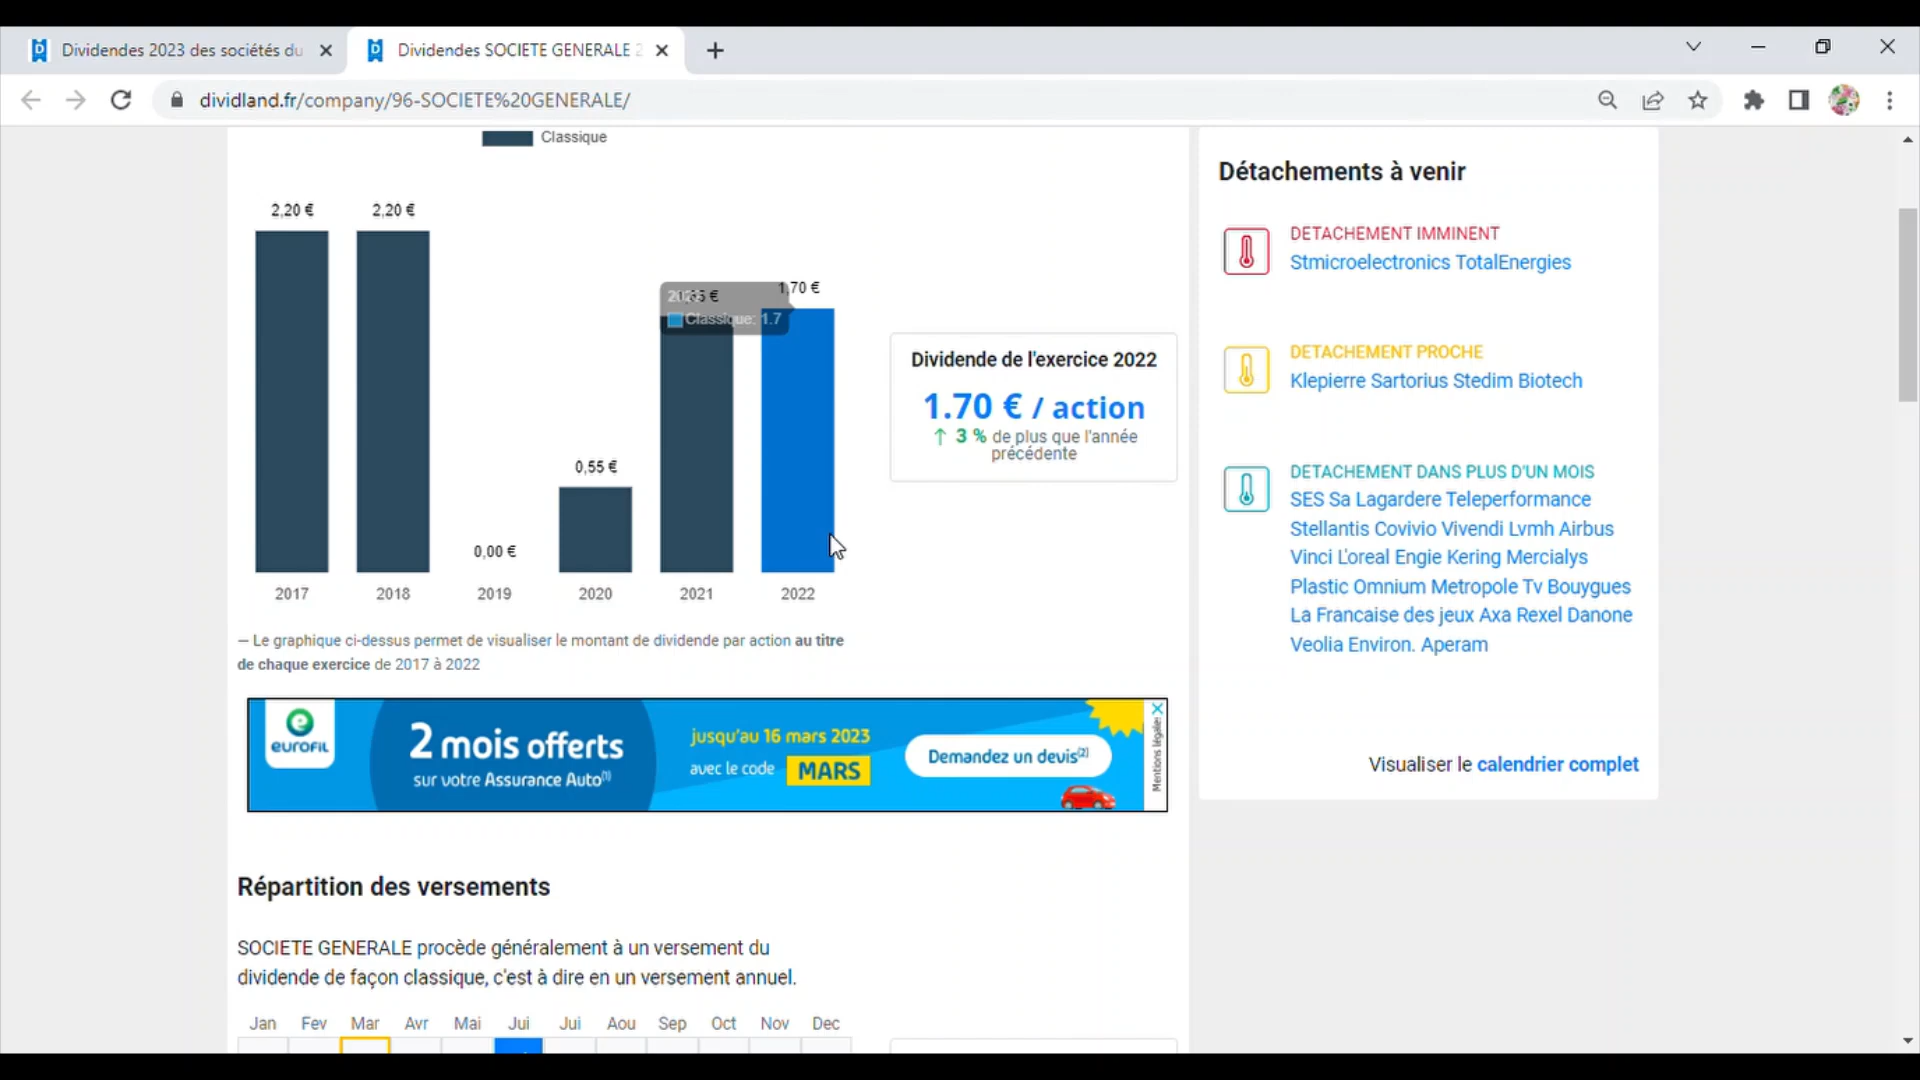 Dividendes 2023 des sociétés du
Dividendes SOCIETE GENERALE 2
dividland.fr/company/96-SOCIETE%20GENERALE/
Classique
2,20 €
2,20 €
0,00 €
0,55 €
€
1,70 €
Classique: 1.7
2017
2018
2019
2020
2021
2022
— Le graphique ci-dessus permet de visualiser le montant de dividende par action au titre
de chaque exercice de 2017 à 2022
Dividende de l'exercice 2022
1.70 € / action
↑ 3 % de plus que l'année
précédente
eurofil
2 mois offerts
sur votre Assurance Auto(1)
jusqu'au 16 mars 2023
avec le code MARS
Demandez un devis(2)
Mentions légales
Répartition des versements
SOCIETE GENERALE procède généralement à un versement du
dividende de façon classique, c'est à dire en un versement annuel.
Jan Fev Mar Avr Mai Jui Jui Aou Sep Oct Nov Dec
Détachements à venir
DETACHEMENT IMMINENT
Stmicroelectronics TotalEnergies
DETACHEMENT PROCHE
Klepierre Sartorius Stedim Biotech
DETACHEMENT DANS PLUS D'UN MOIS
SES Sa Lagardere Teleperformance
Stellantis Covivio Vivendi Lvmh Airbus
Vinci L'oreal Engie Kering Mercialys
Plastic Omnium Metropole Tv Bouygues
La Francaise des jeux Axa Rexel Danone
Veolia Environ. Aperam
Visualiser le calendrier complet